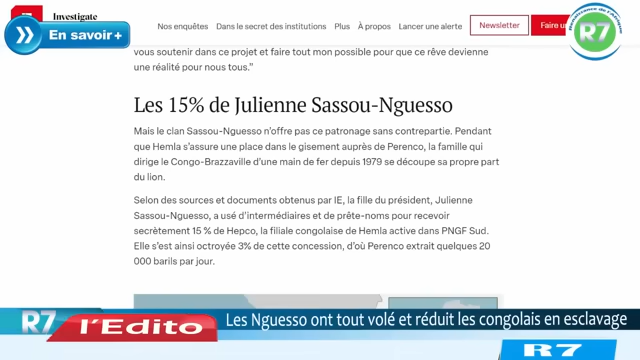 Investigate
Nos enquêtes Dans le secret des institutions Plus À propos Lancer une alerte Newsletter Faire un
En savoir +
R7
vous soutenir dans ce projet et faire tout mon possible pour que ce rêve devienne
une réalité pour nous tous."
Les 15% de Julienne Sassou-Nguesso
Mais le clan Sassou-Nguesso n'offre pas ce patronage sans contrepartie. Pendant
que Hemla s'assure une place dans le gisement auprès de Perenco, la famille qui
dirige le Congo-Brazzaville d'une main de fer depuis 1979 se découpe sa propre part
du lion.
Selon des sources et documents obtenus par IE, la fille du président, Julienne
Sassou-Nguesso, a usé d'intermédiaires et de prête-noms pour recevoir
secrètement 15 % de Hepco, la filiale congolaise de Hemla active dans PNGF Sud.
Elle s'est ainsi octroyée 3% de cette concession, d'où Perenco extrait quelques 20
000 barils par jour.
R7 l'Edito Les Nguesso ont tout volé et réduit les congolais en esclavage
R7